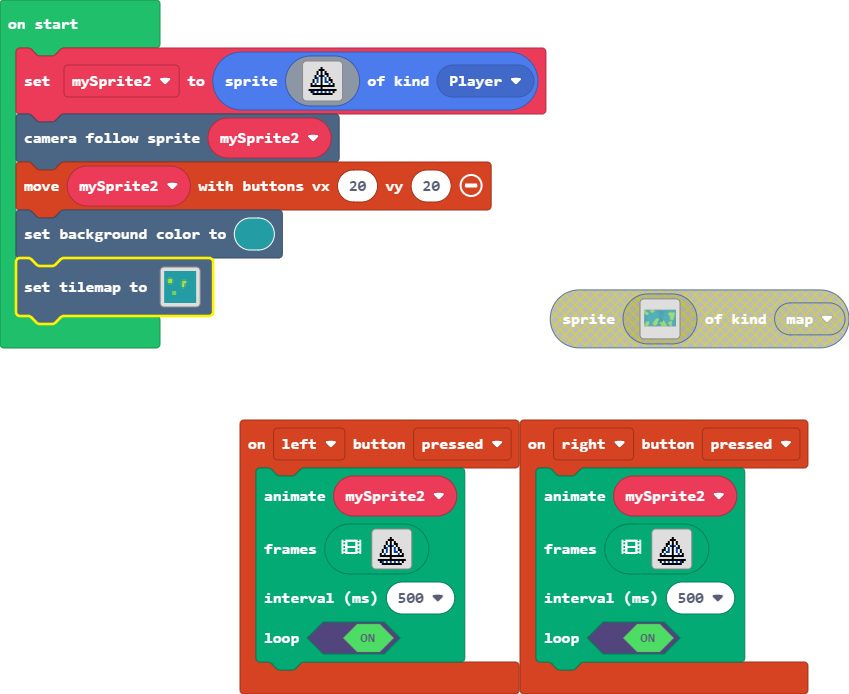 on start
set mySprite2 to sprite of kind Player
camera follow sprite mySprite2
move mySprite2 with buttons vx 20 vy 20
set background color to
set tilemap to
sprite of kind map
on left button pressed
animate mySprite2
frames
interval (ms) 500
loop ON
on right button pressed
animate mySprite2
frames
interval (ms) 500
loop ON